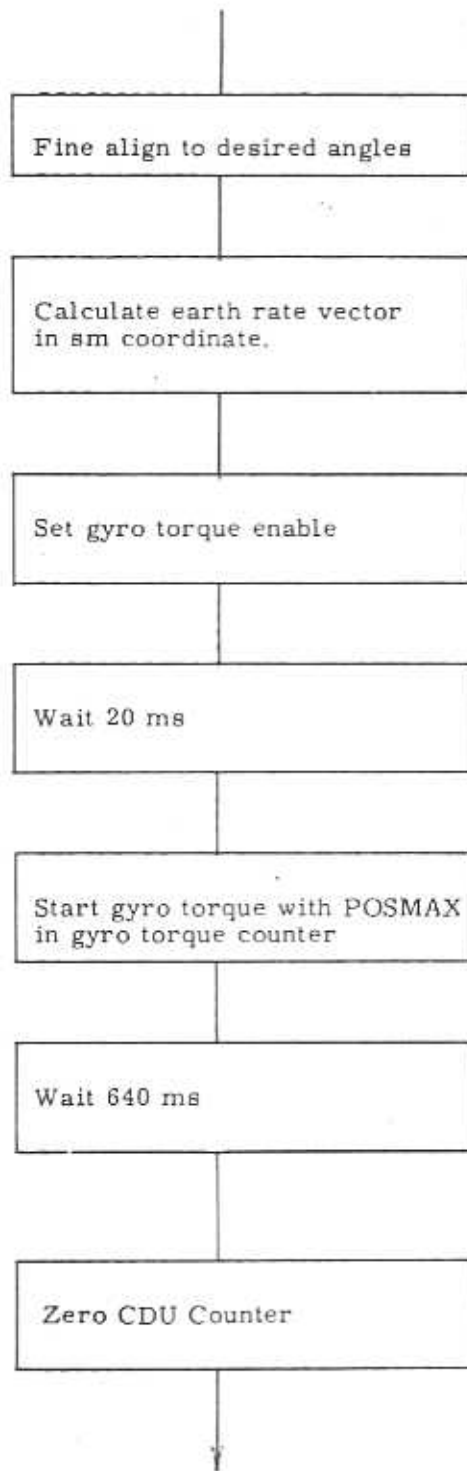 Fine align to desired angles
Calculate earth rate vector
in sm coordinate.
Set gyro torque enable
Wait 20 ms
Start gyro torque with POSMAX
in gyro torque counter
Wait 640 ms
Zero CDU Counter